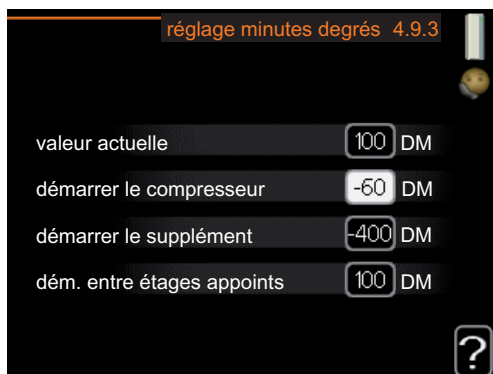 réglage minutes degrés 4.9.3
valeur actuelle 100 DM
démarrer le compresseur -60 DM
démarrer le supplément -400 DM
dém. entre étages appoints 100 DM
?